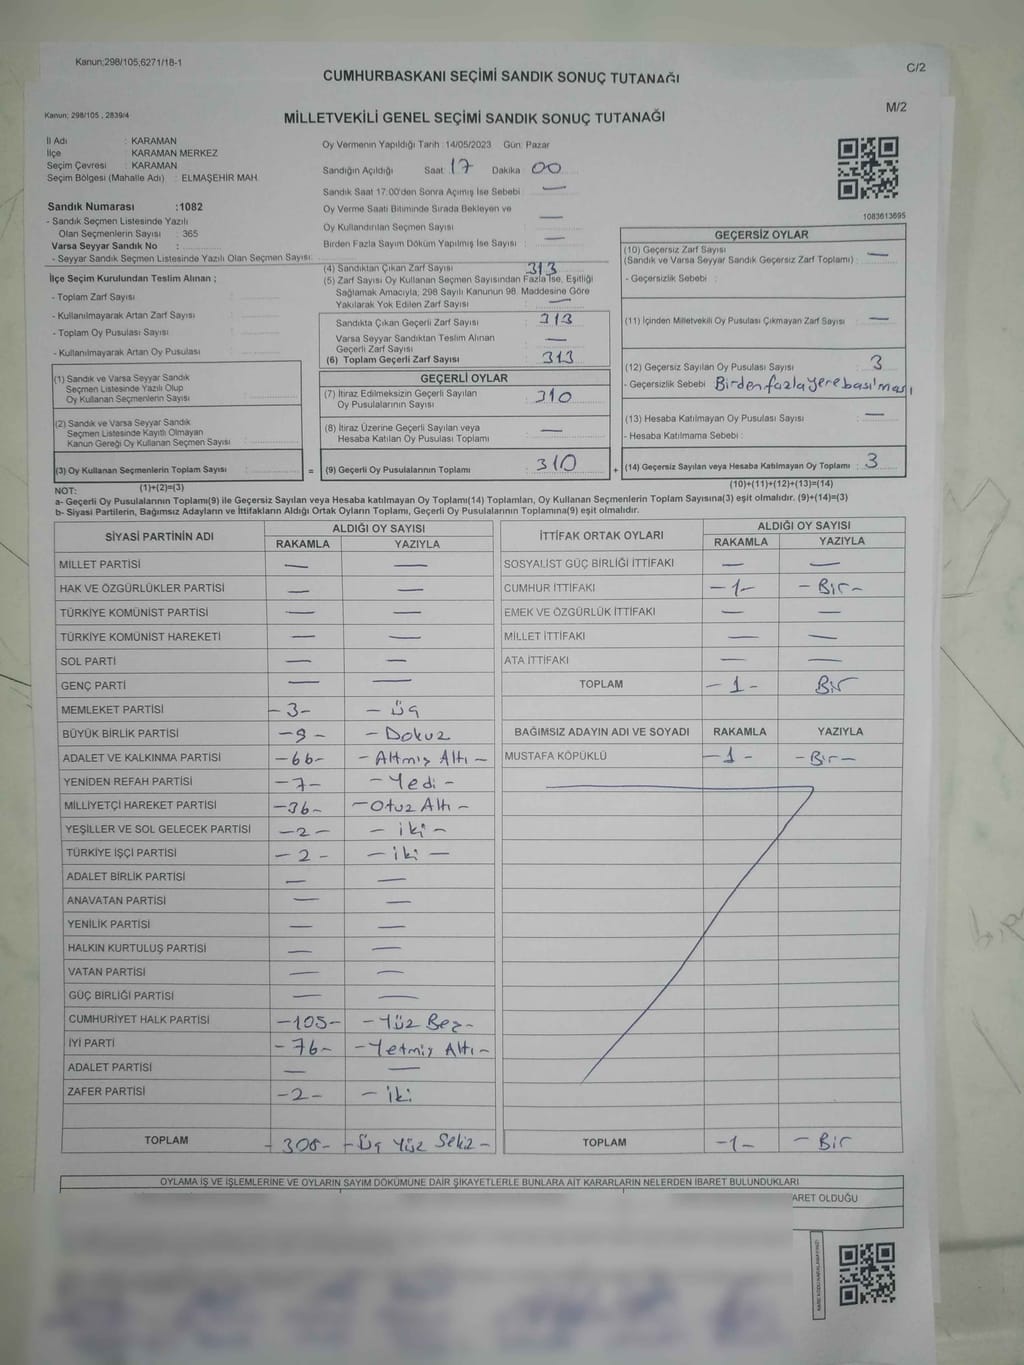 Kanun;298/105;6271/18-1
C/2
CUMHURBAŞKANI SEÇİMİ SANDIK SONUÇ TUTANAĞI
M/2
Kanun; 298/105 , 2839/4
MİLLETVEKİLİ GENEL SEÇİMİ SANDIK SONUÇ TUTANAĞI
İl Adı : KARAMAN
İlçe : KARAMAN MERKEZ
Seçim Çevresi : KARAMAN
Seçim Bölgesi (Mahalle Adı) : ELMAŞEHİR MAH.
Sandık Numarası :1082
- Sandık Seçmen Listesinde Yazılı
Olan Seçmenlerin Sayısı : 365
Varsa Seyyar Sandık No :
- Seyyar Sandık Seçmen Listesinde Yazılı Olan Seçmen Sayısı:
Oy Vermenin Yapıldığı Tarih 14/05/2023 Gün: Pazar
Sandığın Açıldığı Saat 17 Dakika 00
Sandık Saat 17:00'den Sonra Açılmış İse Sebebi —
Oy Verme Saati Bitiminde Sırada Bekleyen ve
Oy Kullandırılan Seçmen Sayısı —
Birden Fazla Sayım Döküm Yapılmış İse Sayısı —
1083613695
İlçe Seçim Kurulundan Teslim Alınan ;
- Toplam Zarf Sayısı :
- Kullanılmayarak Artan Zarf Sayısı :
- Toplam Oy Pusulası Sayısı :
- Kullanılmayarak Artan Oy Pusulası :
(1) Sandık ve Varsa Seyyar Sandık
Seçmen Listesinde Yazılı Olup
Oy Kullanan Seçmenlerin Sayısı :
(2) Sandık ve Varsa Seyyar Sandık
Seçmen Listesinde Kayıtlı Olmayan
Kanun Gereği Oy Kullanan Seçmen Sayısı :
(3) Oy Kullanan Seçmenlerin Toplam Sayısı :
(1)+(2)=(3)
(4) Sandıktan Çıkan Zarf Sayısı 313
(5) Zarf Sayısı Oy Kullanan Seçmen Sayısından Fazla İse, Eşitliği
Sağlamak Amacıyla; 298 Sayılı Kanunun 98. Maddesine Göre
Yakılarak Yok Edilen Zarf Sayısı —
Sandıkta Çıkan Geçerli Zarf Sayısı : 313
Varsa Seyyar Sandıktan Teslim Alınan
Geçerli Zarf Sayısı : —
(6) Toplam Geçerli Zarf Sayısı : 313
GEÇERLİ OYLAR
(7) İtiraz Edilmeksizin Geçerli Sayılan
Oy Pusulalarının Sayısı : 310
(8) İtiraz Üzerine Geçerli Sayılan veya
Hesaba Katılan Oy Pusulası Toplamı : —
= (9) Geçerli Oy Pusulalarının Toplamı : 310
GEÇERSİZ OYLAR
(10) Geçersiz Zarf Sayısı
(Sandık ve Varsa Seyyar Sandık Geçersiz Zarf Toplamı) : —
- Geçersizlik Sebebi :
(11) İçinden Milletvekili Oy Pusulası Çıkmayan Zarf Sayısı : —
(12) Geçersiz Sayılan Oy Pusulası Sayısı : 3
- Geçersizlik Sebebi : Birden fazla yere basılması
(13) Hesaba Katılmayan Oy Pusulası Sayısı : —
- Hesaba Katılmama Sebebi :
+ (14) Geçersiz Sayılan veya Hesaba Katılmayan Oy Toplamı : 3
(10)+(11)+(12)+(13)=(14)
NOT:
a- Geçerli Oy Pusulalarının Toplamı(9) ile Geçersiz Sayılan veya Hesaba katılmayan Oy Toplamı(14) Toplamları, Oy Kullanan Seçmenlerin Toplam Sayısına(3) eşit olmalıdır. (9)+(14)=(3)
b- Siyasi Partilerin, Bağımsız Adayların ve İttifakların Aldığı Ortak Oyların Toplamı, Geçerli Oy Pusulalarının Toplamına(9) eşit olmalıdır.
SİYASİ PARTİNİN ADI ALDIĞI OY SAYISI
RAKAMLA YAZIYLA
MİLLET PARTİSİ — —
HAK VE ÖZGÜRLÜKLER PARTİSİ — —
TÜRKİYE KOMÜNİST PARTİSİ — —
TÜRKİYE KOMÜNİST HAREKETİ — —
SOL PARTİ — —
GENÇ PARTİ — —
MEMLEKET PARTİSİ -3- - Üç
BÜYÜK BİRLİK PARTİSİ -9- - Dokuz
ADALET VE KALKINMA PARTİSİ -66- - Altmış Altı -
YENİDEN REFAH PARTİSİ -7- - Yedi -
MİLLİYETÇİ HAREKET PARTİSİ -36- - Otuz Altı -
YEŞİLLER VE SOL GELECEK PARTİSİ -2- - iki -
TÜRKİYE İŞÇİ PARTİSİ -2- - iki -
ADALET BİRLİK PARTİSİ — —
ANAVATAN PARTİSİ — —
YENİLİK PARTİSİ — —
HALKIN KURTULUŞ PARTİSİ — —
VATAN PARTİSİ — —
GÜÇ BİRLİĞİ PARTİSİ — —
CUMHURİYET HALK PARTİSİ -105- - Yüz Beş -
İYİ PARTİ -76- - Yetmiş Altı -
ADALET PARTİSİ — —
ZAFER PARTİSİ -2- - iki
TOPLAM - 308- - Üç Yüz Sekiz -
İTTİFAK ORTAK OYLARI ALDIĞI OY SAYISI
RAKAMLA YAZIYLA
SOSYALİST GÜÇ BİRLİĞİ İTTİFAKI — —
CUMHUR İTTİFAKI -1- - Bir -
EMEK VE ÖZGÜRLÜK İTTİFAKI — —
MİLLET İTTİFAKI — —
ATA İTTİFAKI — —
TOPLAM -1- Bir
BAĞIMSIZ ADAYIN ADI VE SOYADI RAKAMLA YAZIYLA
MUSTAFA KÖPÜKLÜ -1- - Bir -
TOPLAM -1- - Bir
OYLAMA İŞ VE İŞLEMLERİNE VE OYLARIN SAYIM DÖKÜMÜNE DAİR ŞİKAYETLERLE BUNLARA AİT KARARLARIN NELERDEN İBARET BULUNDUKLARI
ARET OLDUĞU